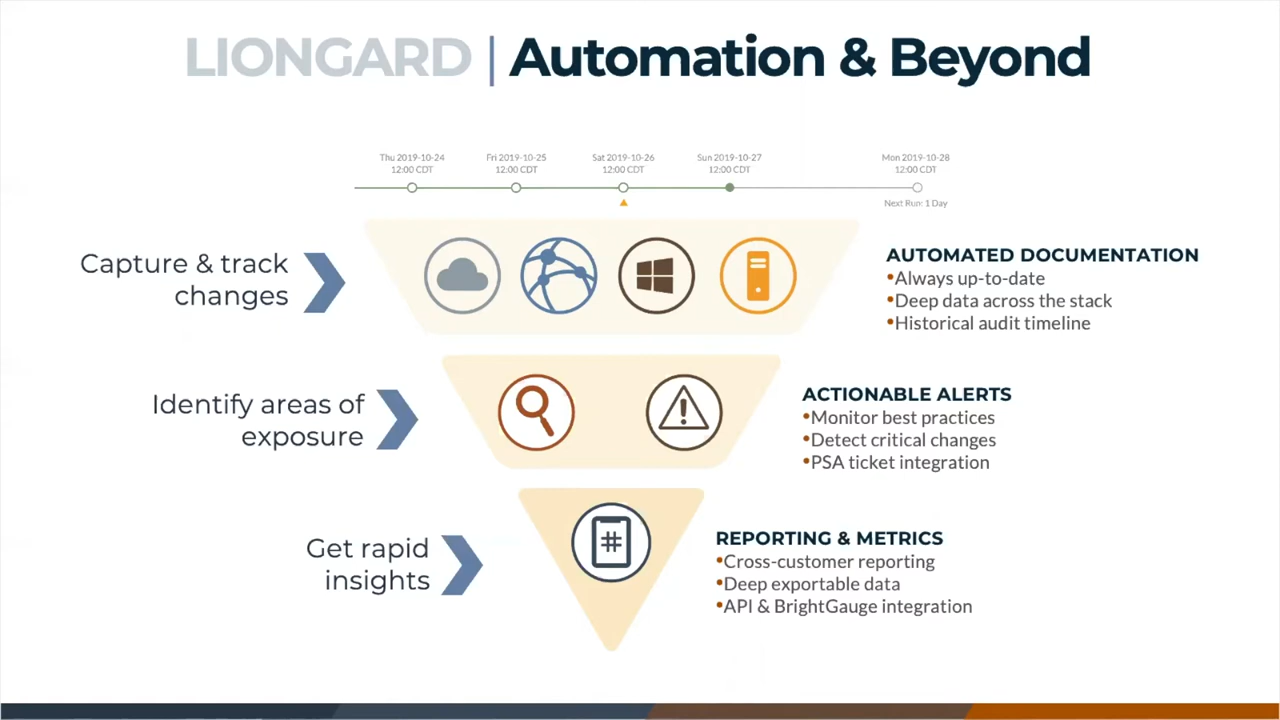 LIONGARD | Automation & Beyond
Thu 2019-10-24
12:00 CDT
Fri 2019-10-25
12:00 CDT
Sat 2019-10-26
12:00 CDT
Sun 2019-10-27
12:00 CDT
Mon 2019-10-28
12:00 CDT
Next Run: 1 Day
Capture & track
changes
AUTOMATED DOCUMENTATION
•Always up-to-date
•Deep data across the stack
•Historical audit timeline
Identify areas of
exposure
ACTIONABLE ALERTS
•Monitor best practices
•Detect critical changes
•PSA ticket integration
Get rapid
insights
#
REPORTING & METRICS
•Cross-customer reporting
•Deep exportable data
•API & BrightGauge integration